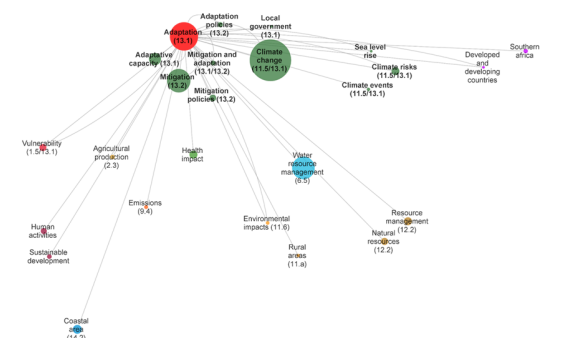 Adaptation
(13.1)
Adaptation
policies
(13.2)
Local
government
(13.1)
Adaptative
capacity (13.1)
Mitigation and
adaptation
(13.1/13.2)
Climate
change
(11.5/13.1)
Sea level
rise
Climate risks
(11.5/13.1)
Developed
and
developing
countries
Southern
africa
Mitigation
(13.2)
Mitigation
policies (13.2)
Climate events
(11.5/13.1)
Vulnerability
(1.5/13.1)
Agricultural
production
(2.3)
Health
impact
Water
resource
management
(6.5)
Emissions
(9.4)
Environmental
impacts (11.6)
Resource
management
(12.2)
Natural
resources
(12.2)
Human
activities
Sustainable
development
Rural
areas
(11.a)
Coastal
area
(14.2)